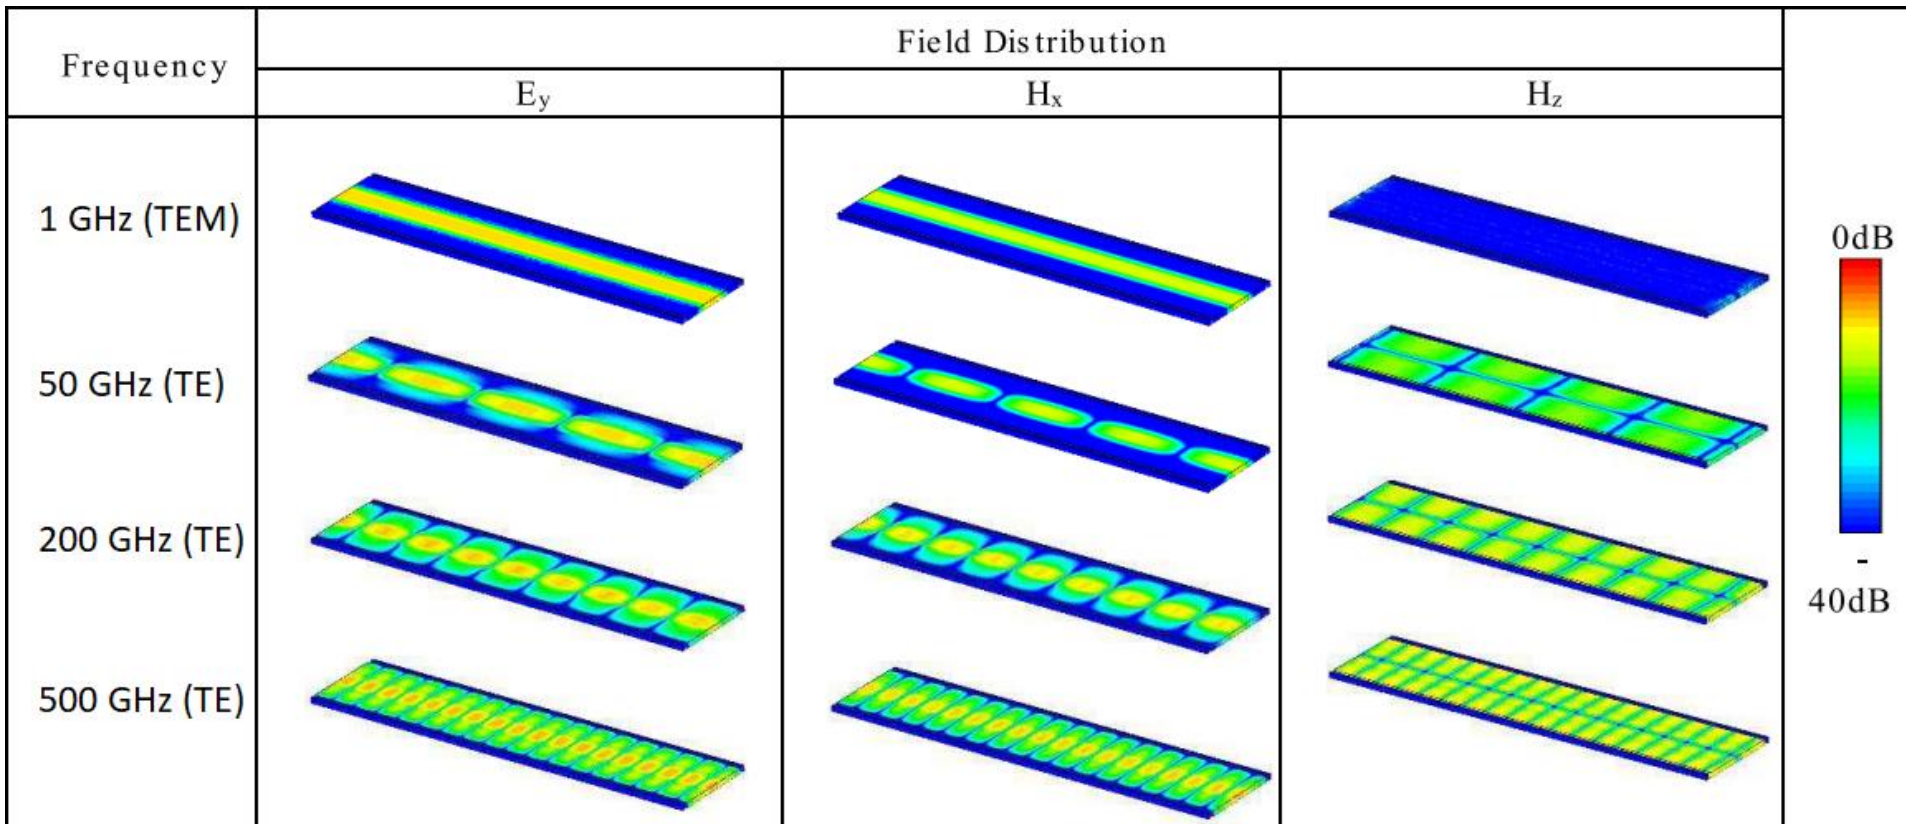 Frequency
Field Distribution
Ey
Hx
Hz
1 GHz (TEM)
50 GHz (TE)
200 GHz (TE)
500 GHz (TE)
0dB
-
40dB